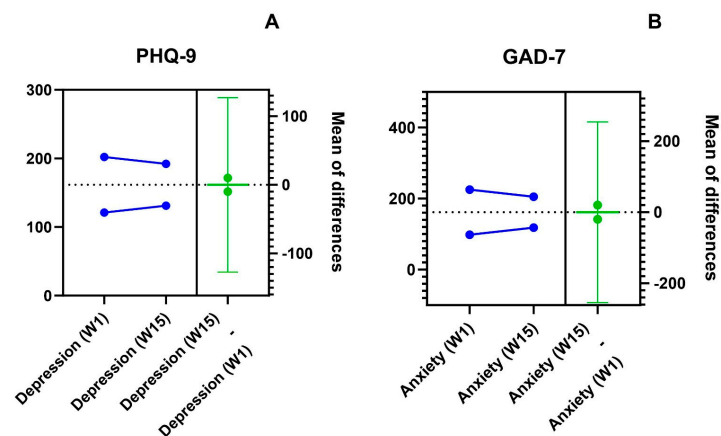 A
PHQ-9
300
200
100
0
100
0
-100
Mean of differences
Depression (W1)
Depression (W15)
Depression (W15)
-
Depression (W1)
B
GAD-7
400
200
0
200
0
-200
Mean of differences
Anxiety (W1)
Anxiety (W15)
Anxiety (W15)
-
Anxiety (W1)